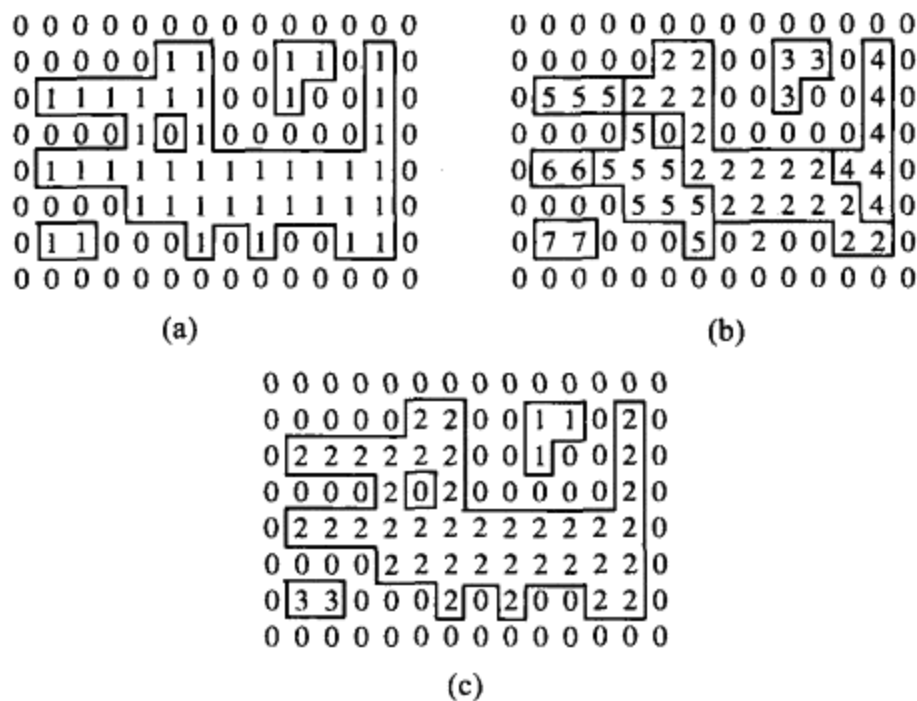 0 0 0 0 0 0 0 0 0 0 0 0 0 0
0 0 0 0 0 1 1 0 0 1 1 0 1 0
0 1 1 1 1 1 1 0 0 1 0 0 1 0
0 0 0 0 1 0 1 0 0 0 0 0 1 0
0 1 1 1 1 1 1 1 1 1 1 1 1 0
0 0 0 0 1 1 1 1 1 1 1 1 1 0
0 1 1 0 0 0 1 0 1 0 0 1 1 0
0 0 0 0 0 0 0 0 0 0 0 0 0 0
(a)
0 0 0 0 0 0 0 0 0 0 0 0 0 0
0 0 0 0 0 2 2 0 0 3 3 0 4 0
0 5 5 5 2 2 2 0 0 3 0 0 4 0
0 0 0 0 5 0 2 0 0 0 0 0 4 0
0 6 6 5 5 5 2 2 2 2 2 4 4 0
0 0 0 0 5 5 5 2 2 2 2 2 4 0
0 7 7 0 0 0 5 0 2 0 0 2 2 0
0 0 0 0 0 0 0 0 0 0 0 0 0 0
(b)
0 0 0 0 0 0 0 0 0 0 0 0 0 0
0 0 0 0 0 2 2 0 0 1 1 0 2 0
0 2 2 2 2 2 2 0 0 1 0 0 2 0
0 0 0 0 2 0 2 0 0 0 0 0 2 0
0 2 2 2 2 2 2 2 2 2 2 2 2 0
0 0 0 0 2 2 2 2 2 2 2 2 2 0
0 3 3 0 0 0 2 0 2 0 0 2 2 0
0 0 0 0 0 0 0 0 0 0 0 0 0 0
(c)